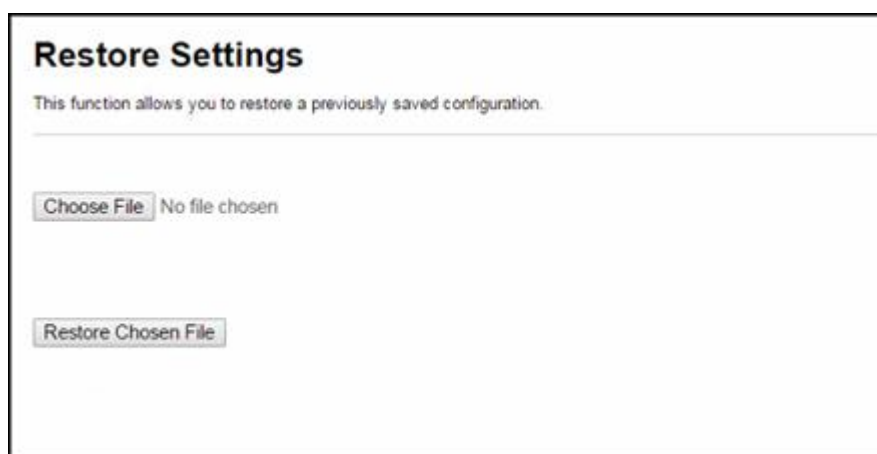 Restore Settings
This function allows you to restore a previously saved configuration.
Choose File No file chosen
Restore Chosen File